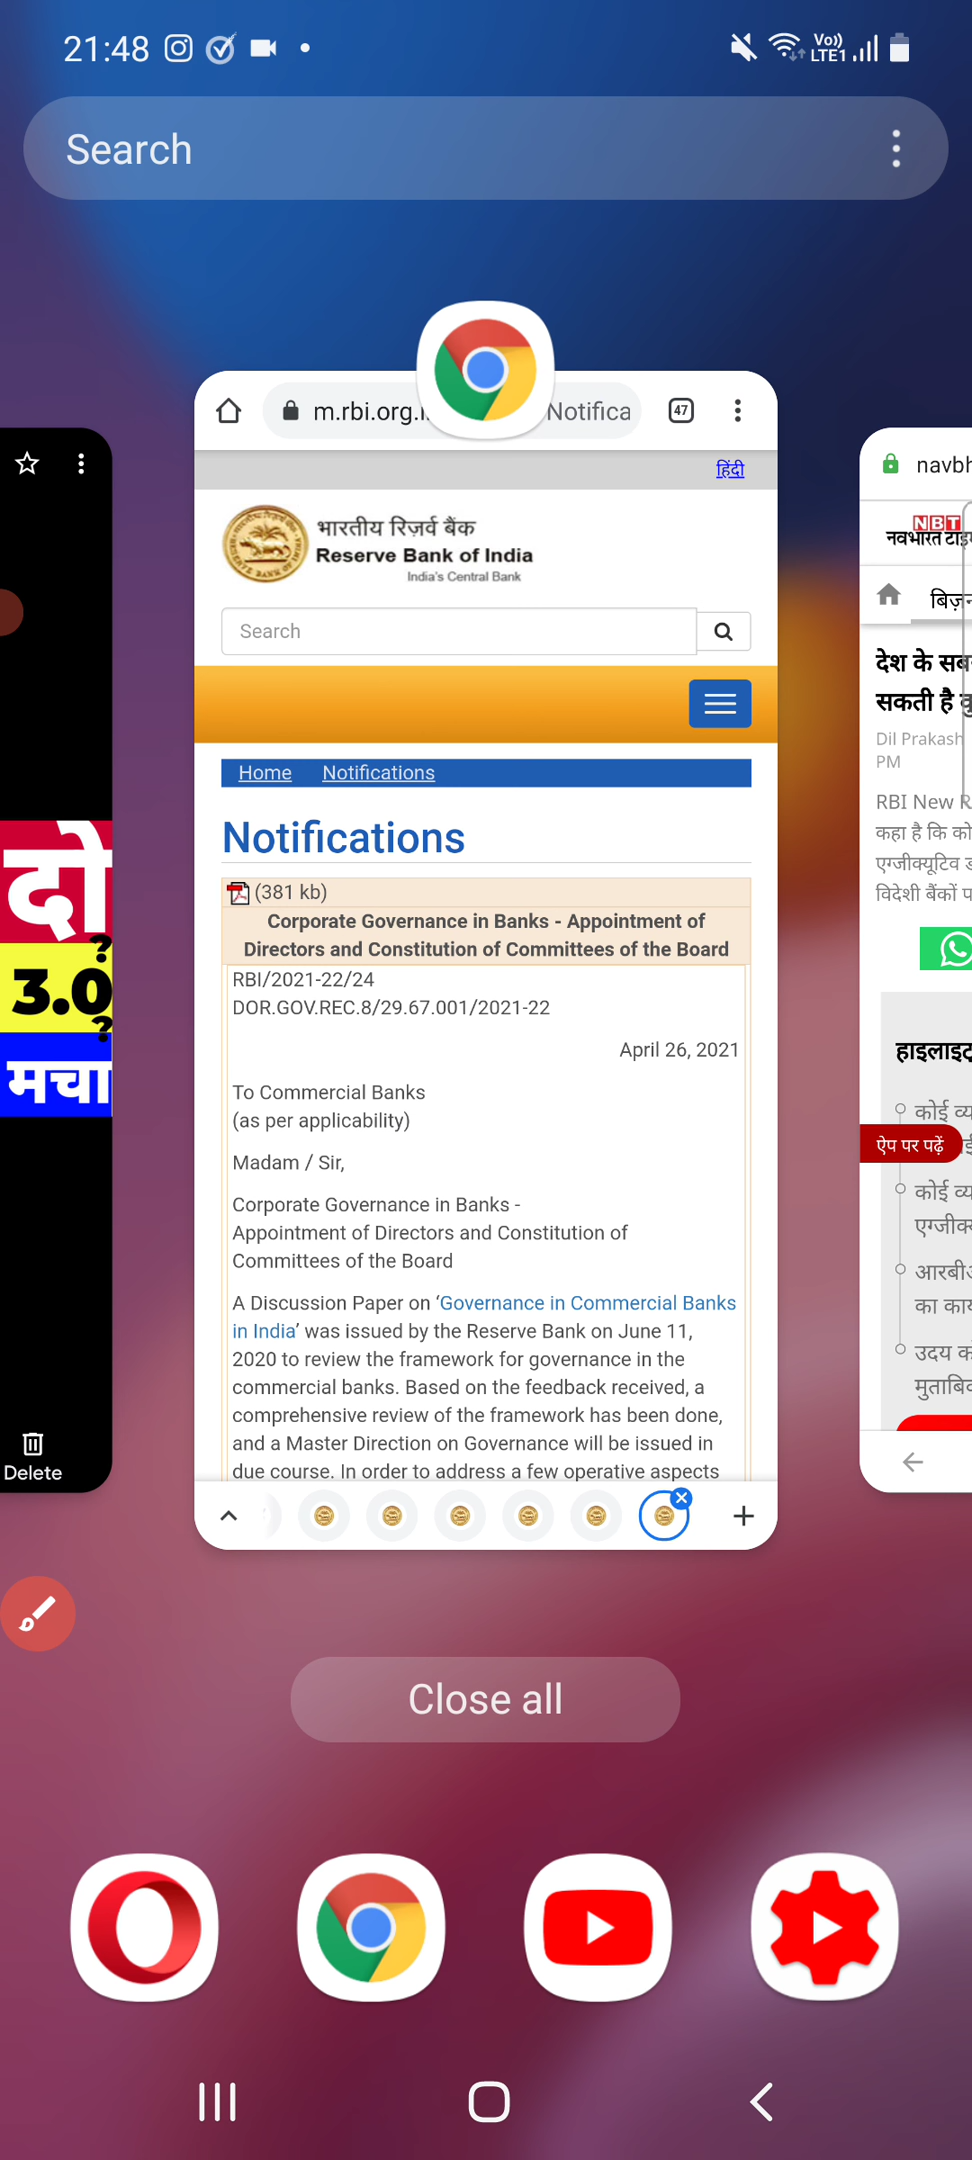 21:48
Vo))
LTE1
Search
m.rbi.org.i
Notifica
47
हिंदी
भारतीय रिज़र्व बैंक
Reserve Bank of India
India's Central Bank
Search
Home Notifications
Notifications
(381 kb)
Corporate Governance in Banks - Appointment of
Directors and Constitution of Committees of the Board
RBI/2021-22/24
DOR.GOV.REC.8/29.67.001/2021-22
April 26, 2021
To Commercial Banks
(as per applicability)
Madam / Sir,
Corporate Governance in Banks -
Appointment of Directors and Constitution of
Committees of the Board
A Discussion Paper on ‘Governance in Commercial Banks
in India’ was issued by the Reserve Bank on June 11,
2020 to review the framework for governance in the
commercial banks. Based on the feedback received, a
comprehensive review of the framework has been done,
and a Master Direction on Governance will be issued in
due course. In order to address a few operative aspects
दो
?
3.0
?
मचा
Delete
navbh
NBT
नवभारत टाइ
बिज़न
देश के सब
सकती है
Dil Prakash
PM
RBI New R
कहा है कि को
एग्जीक्यूटिव
विदेशी बैंकों प
हाइलाइट
कोई व्य
ऐप पर पढ़ें
कोई व्य
एग्जीक्
आरबीअ
का कार
उदय को
मुताबि
Close all